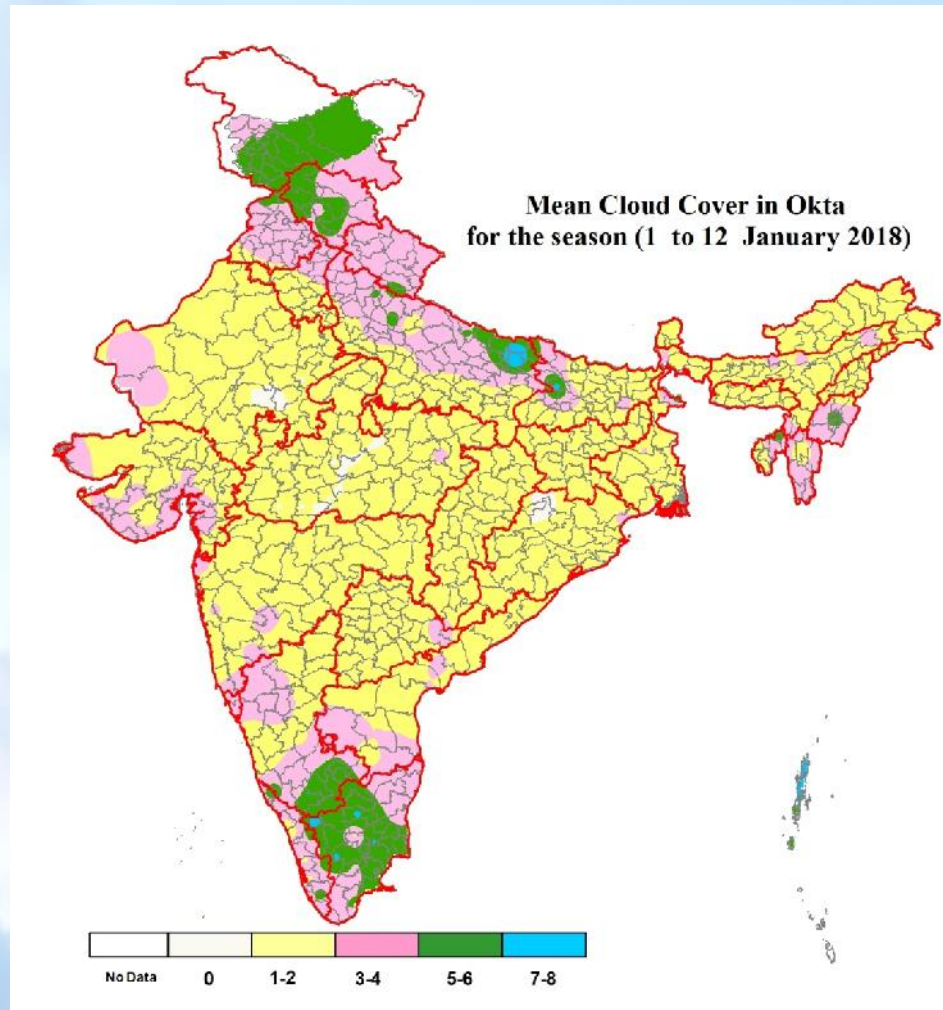 Mean Cloud Cover in Okta
for the season (1 to 12 January 2018)
No Data 0 1-2 3-4 5-6 7-8